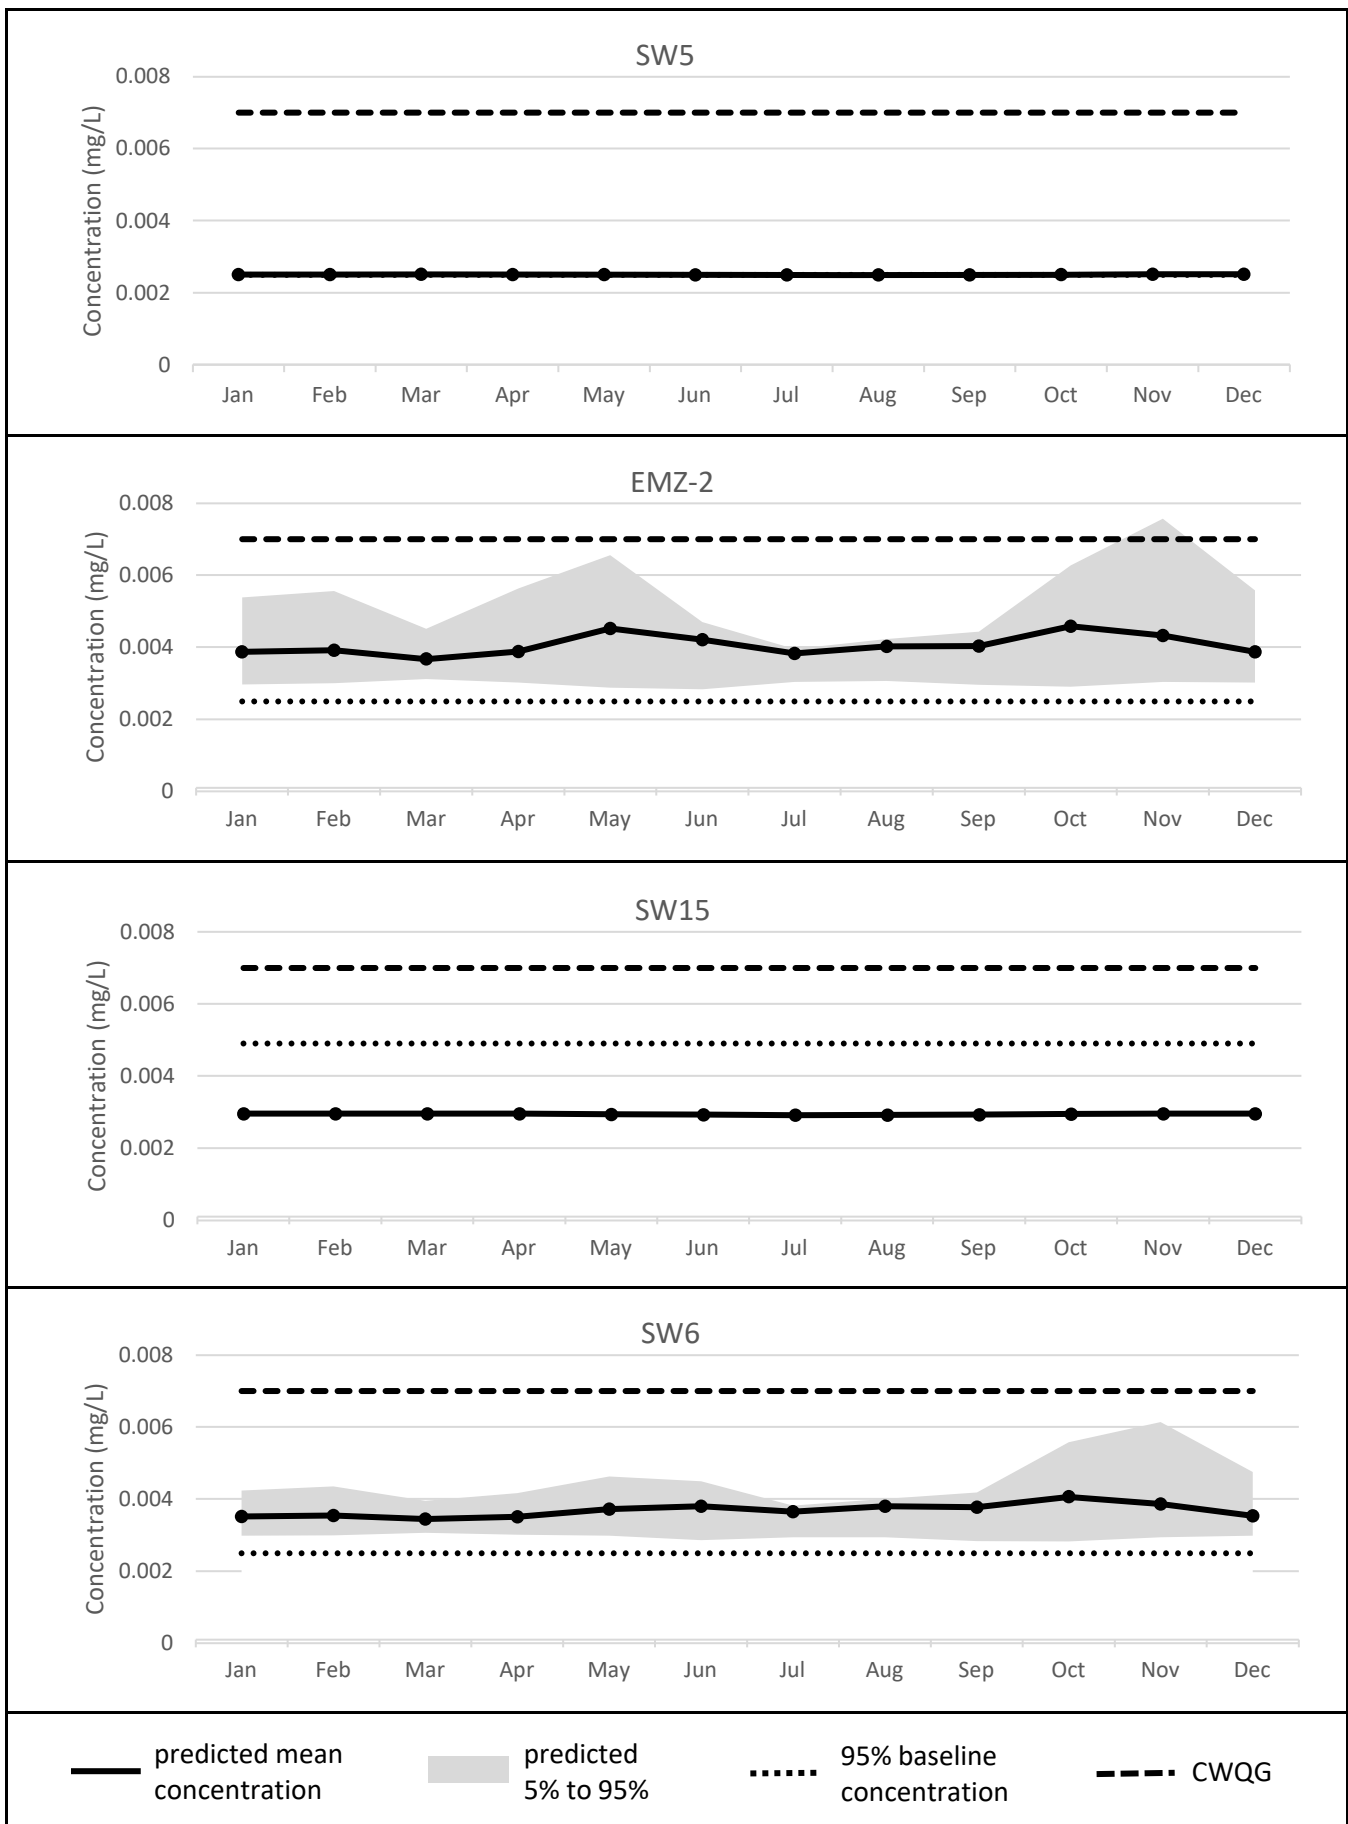 SW5
Concentration (mg/L)
0.008
0.006
0.004
0.002
0
Jan Feb Mar Apr May Jun Jul Aug Sep Oct Nov Dec
EMZ-2
Concentration (mg/L)
0.008
0.006
0.004
0.002
0
Jan Feb Mar Apr May Jun Jul Aug Sep Oct Nov Dec
SW15
Concentration (mg/L)
0.008
0.006
0.004
0.002
0
Jan Feb Mar Apr May Jun Jul Aug Sep Oct Nov Dec
SW6
Concentration (mg/L)
0.008
0.006
0.004
0.002
0
Jan Feb Mar Apr May Jun Jul Aug Sep Oct Nov Dec
predicted mean
concentration
predicted
5% to 95%
95% baseline
concentration
CWQG